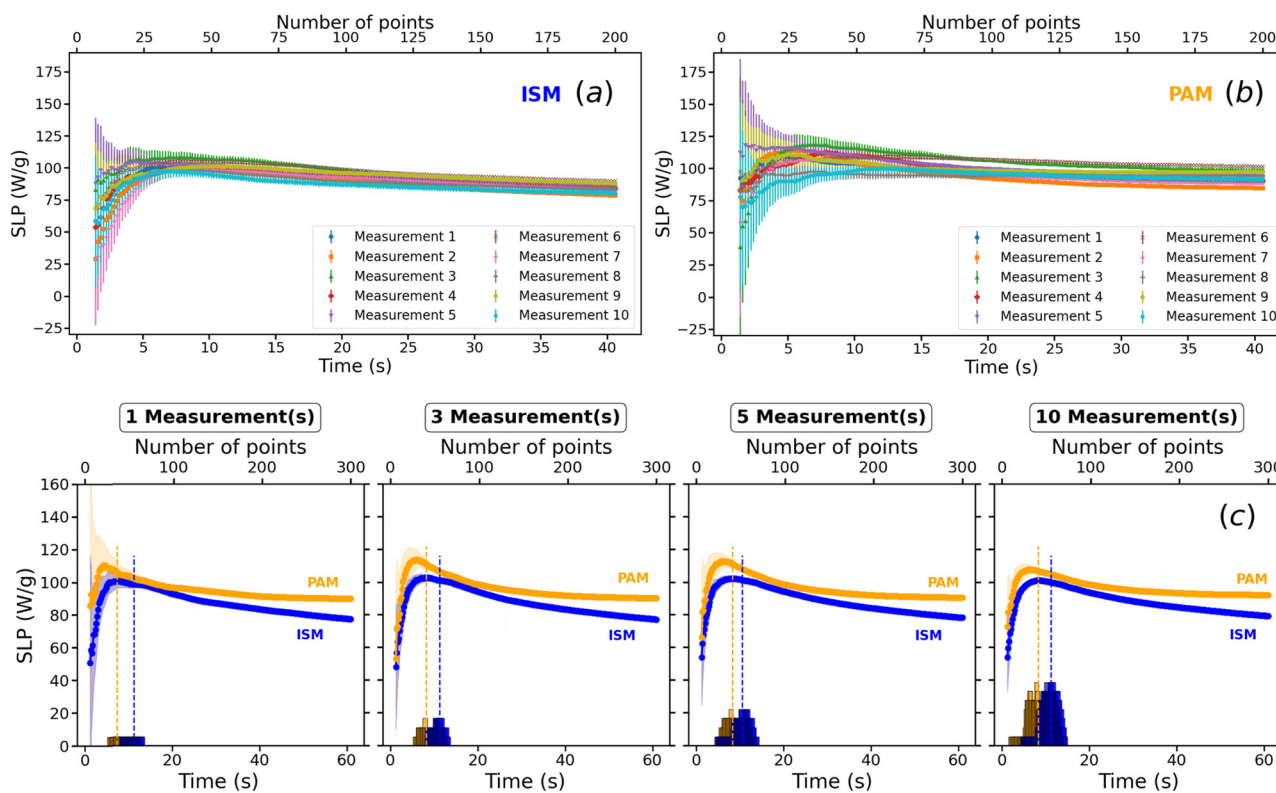 Number of points
0 25 50 75 100 125 150 175 200
175
150
125
100
75
50
25
0
−25
SLP (W/g)
ISM (a)
Measurement 1
Measurement 2
Measurement 3
Measurement 4
Measurement 5
Measurement 6
Measurement 7
Measurement 8
Measurement 9
Measurement 10
0 5 10 15 20 25 30 35 40
Time (s)
Number of points
0 25 50 75 100 125 150 175 200
175
150
125
100
75
50
25
0
−25
SLP (W/g)
PAM (b)
Measurement 1
Measurement 2
Measurement 3
Measurement 4
Measurement 5
Measurement 6
Measurement 7
Measurement 8
Measurement 9
Measurement 10
0 5 10 15 20 25 30 35 40
Time (s)
1 Measurement(s)
Number of points
0 100 200 300
160
140
120
100
80
60
40
20
0
SLP (W/g)
PAM
ISM
0 20 40 60
Time (s)
3 Measurement(s)
Number of points
0 100 200 300
PAM
ISM
0 20 40 60
Time (s)
5 Measurement(s)
Number of points
0 100 200 300
PAM
ISM
0 20 40 60
Time (s)
10 Measurement(s)
Number of points
0 100 200 300
(c)
PAM
ISM
0 20 40 60
Time (s)